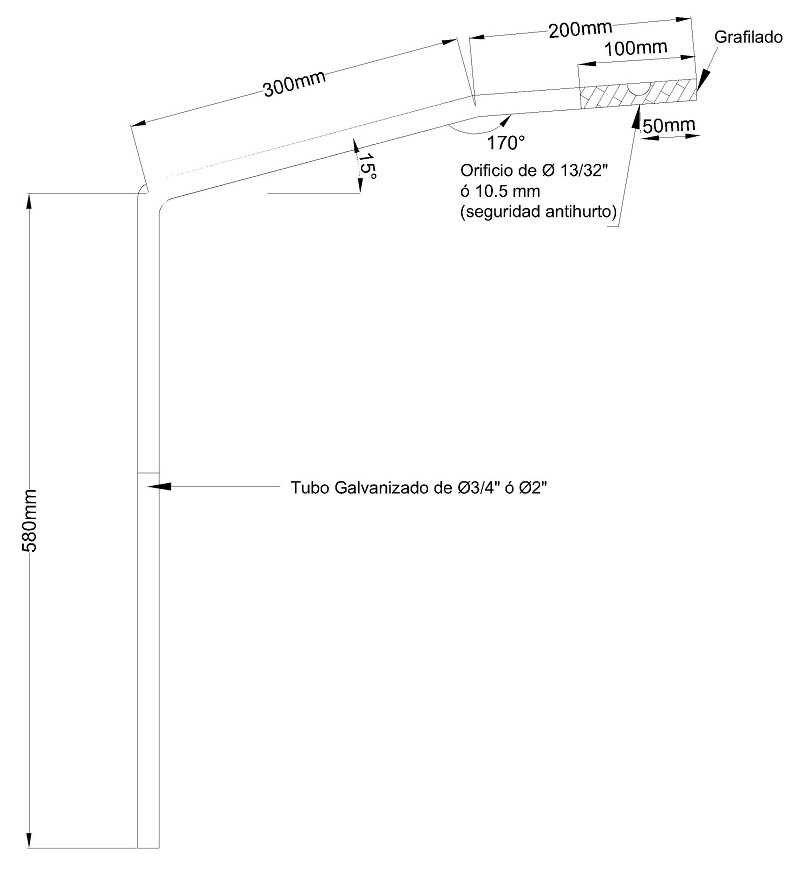 200mm
Grafilado
100mm
300mm
50mm
170°
15°
Orificio de Ø 13/32"
ó 10.5 mm
(seguridad antihurto)
Tubo Galvanizado de Ø3/4" ó Ø2"
580mm